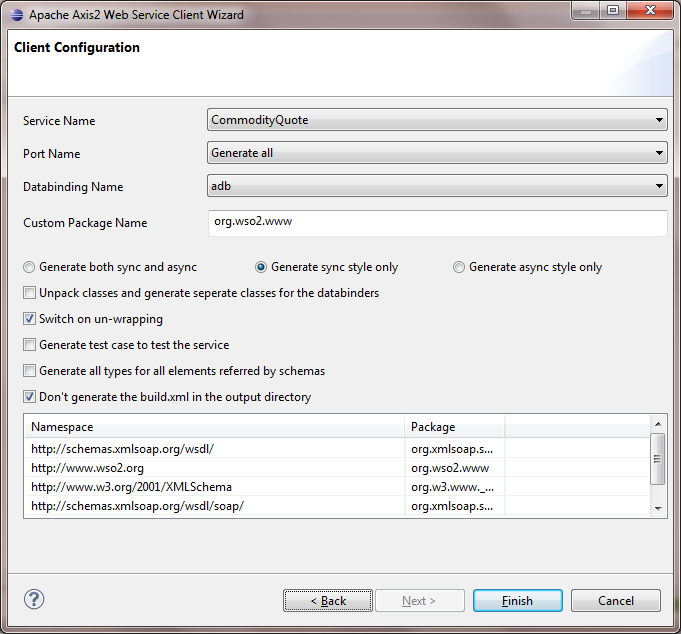 Apache Axis2 Web Service Client Wizard
Client Configuration
Service Name CommodityQuote
Port Name Generate all
Databinding Name adb
Custom Package Name org.wso2.www
Generate both sync and async Generate sync style only Generate async style only
Unpack classes and generate seperate classes for the databinders
Switch on un-wrapping
Generate test case to test the service
Generate all types for all elements referred by schemas
Don't generate the build.xml in the output directory
Namespace Package
http://schemas.xmlsoap.org/wsdl/ org.xmlsoap.s...
http://www.wso2.org org.wso2.www
http://www.w3.org/2001/XMLSchema org.w3.www._...
http://schemas.xmlsoap.org/wsdl/soap/ org.xmlsoap.s...
? < Back Next > Finish Cancel